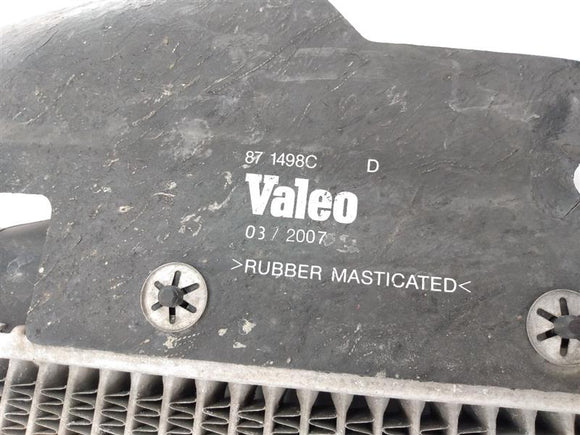 87 1498C D
Valeo
03 / 2007
>RUBBER MASTICATED<